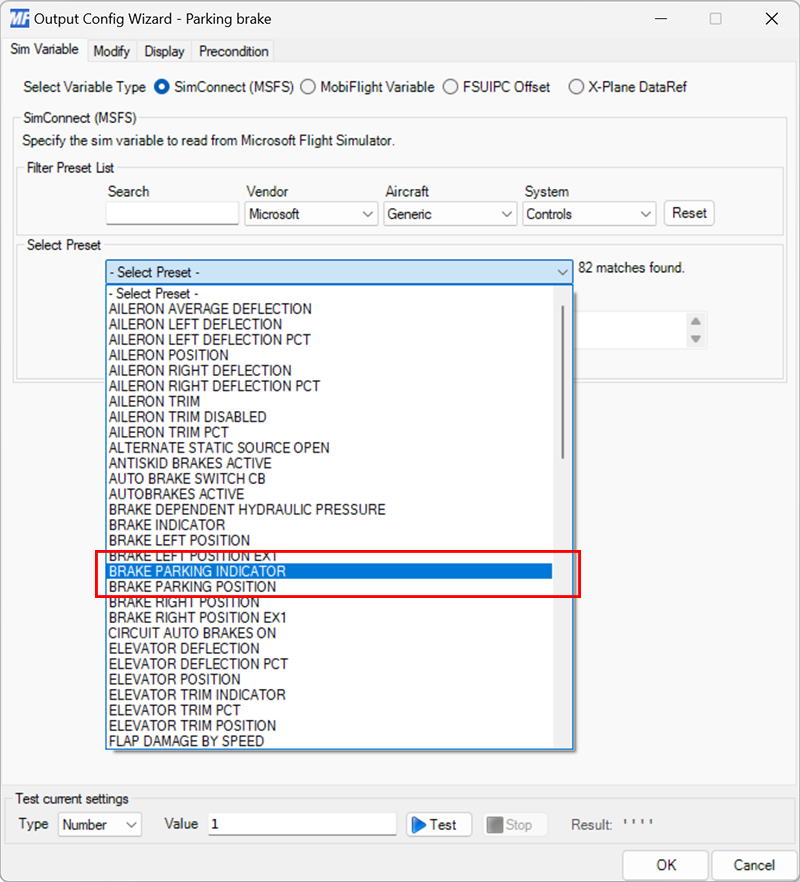 MF Output Config Wizard - Parking brake
Sim Variable Modify Display Precondition
Select Variable Type SimConnect (MSFS) MobiFlight Variable FSUIPC Offset X-Plane DataRef
SimConnect (MSFS)
Specify the sim variable to read from Microsoft Flight Simulator.
Filter Preset List
Search Vendor Aircraft System
Microsoft Generic Controls Reset
Select Preset
- Select Preset - 82 matches found.
- Select Preset -
AILERON AVERAGE DEFLECTION
AILERON LEFT DEFLECTION
AILERON LEFT DEFLECTION PCT
AILERON POSITION
AILERON RIGHT DEFLECTION
AILERON RIGHT DEFLECTION PCT
AILERON TRIM
AILERON TRIM DISABLED
AILERON TRIM PCT
ALTERNATE STATIC SOURCE OPEN
ANTISKID BRAKES ACTIVE
AUTO BRAKE SWITCH CB
AUTOBRAKES ACTIVE
BRAKE DEPENDENT HYDRAULIC PRESSURE
BRAKE INDICATOR
BRAKE LEFT POSITION
BRAKE LEFT POSITION EX1
BRAKE PARKING INDICATOR
BRAKE PARKING POSITION
BRAKE RIGHT POSITION
BRAKE RIGHT POSITION EX1
CIRCUIT AUTO BRAKES ON
ELEVATOR DEFLECTION
ELEVATOR DEFLECTION PCT
ELEVATOR POSITION
ELEVATOR TRIM INDICATOR
ELEVATOR TRIM PCT
ELEVATOR TRIM POSITION
FLAP DAMAGE BY SPEED
Test current settings
Type Number Value 1 Test Stop Result: ' ' ' '
OK Cancel